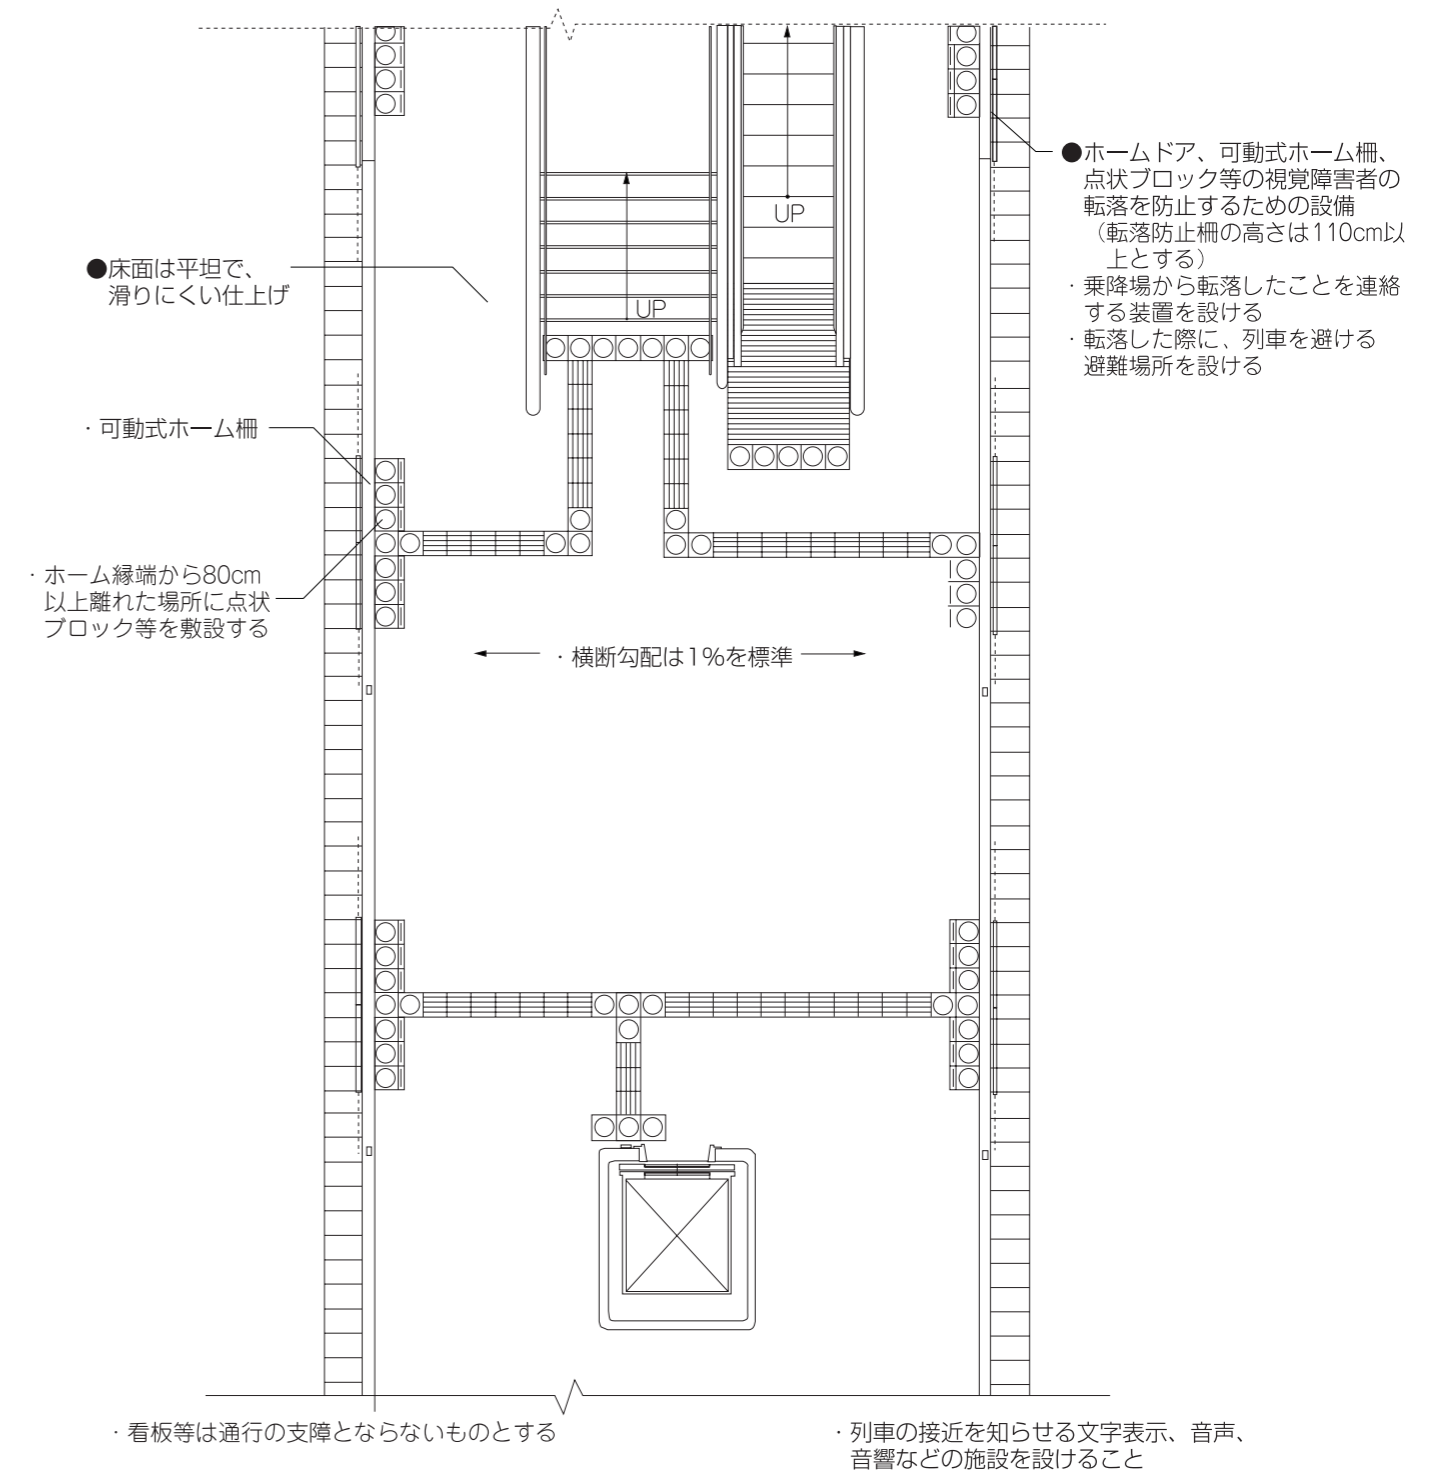 UP
●ホームドア、可動式ホーム柵、
点状ブロック等の視覚障害者の
転落を防止するための設備
（転落防止柵の高さは110cm以
上とする）
・乗降場から転落したことを連絡
する装置を設ける
・転落した際に、列車を避ける
避難場所を設ける
●床面は平坦で、
滑りにくい仕上げ
UP
・可動式ホーム柵
・ホーム縁端から80cm
以上離れた場所に点状
ブロック等を敷設する
・横断勾配は1%を標準
・看板等は通行の支障とならないものとする
・列車の接近を知らせる文字表示、音声、
音響などの施設を設けること